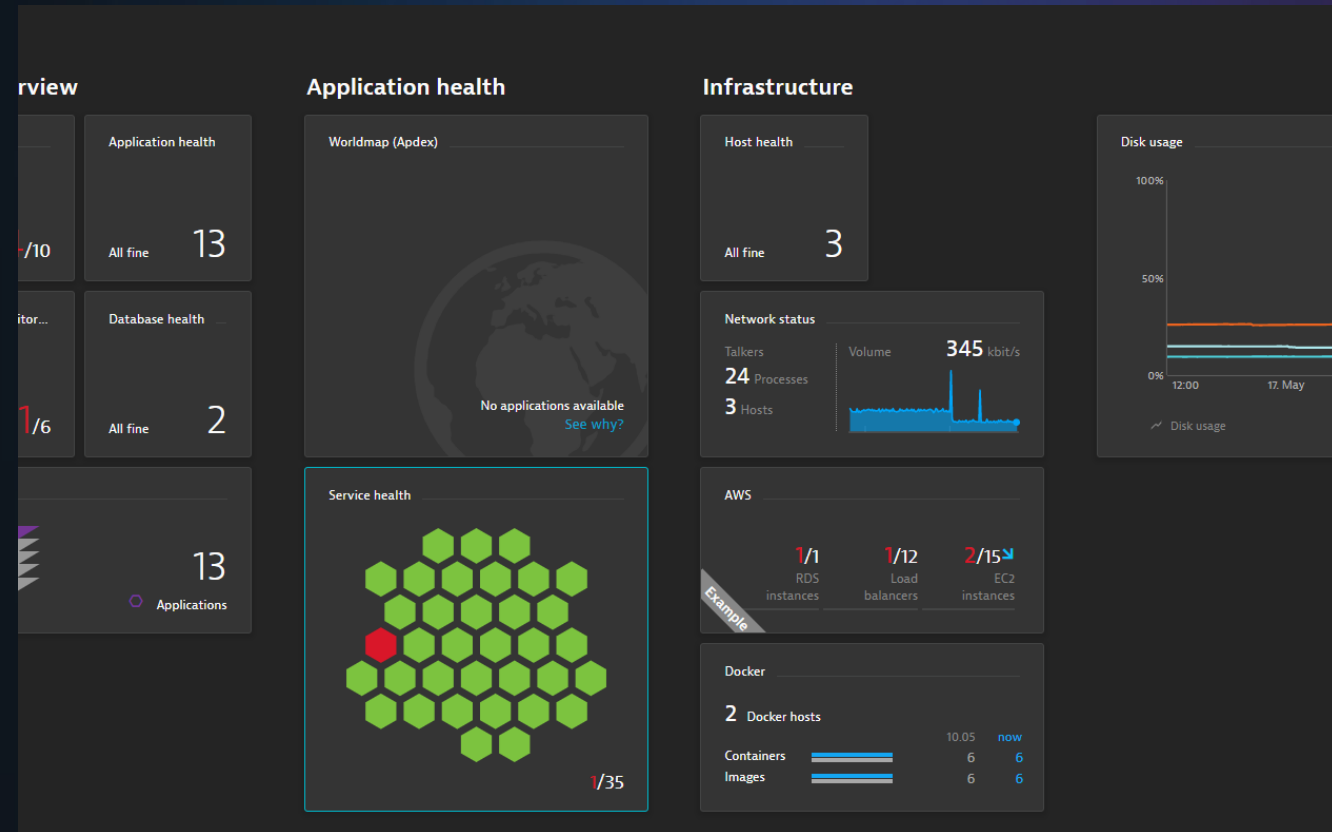 rview
Application health
Infrastructure
Application health
/10
All fine
13
itor...
Database health
1/6
All fine
2
13
Applications
Worldmap (Apdex)
No applications available
See why?
Service health
1/35
Host health
All fine
3
Network status
Talkers
24 Processes
3 Hosts
Volume
345 kbit/s
AWS
1/1
RDS
instances
1/12
Load
balancers
2/15
EC2
instances
Example
Docker
2 Docker hosts
10.05 now
Containers 6 6
Images 6 6
Disk usage
100%
50%
0%
12:00
17. May
Disk usage